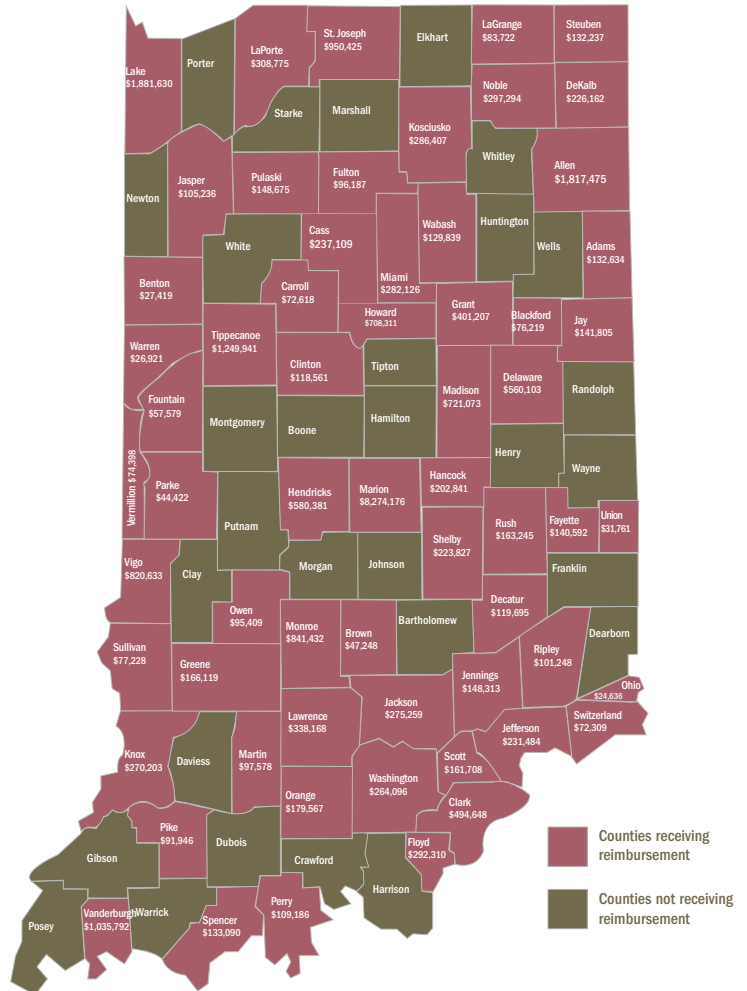 St. Joseph
$950,425
Elkhart
LaGrange
$83,722
Steuben
$132,237
LaPorte
$308,775
Porter
Lake
$1,881,630
Noble
$297,294
DeKalb
$226,162
Starke
Marshall
Kosciusko
$286,407
Whitley
Allen
$1,817,475
Newton
Jasper
$105,236
Pulaski
$148,675
Fulton
$96,187
White
Cass
$237,109
Miami
$282,126
Wabash
$129,839
Huntington
Wells
Adams
$132,634
Benton
$27,419
Carroll
$72,618
Howard
$708,311
Grant
$401,207
Blackford
$76,219
Jay
$141,805
Warren
$26,921
Tippecanoe
$1,249,941
Clinton
$118,561
Tipton
Fountain
$57,579
Madison
$721,073
Delaware
$560,103
Randolph
Montgomery
Boone
Hamilton
Henry
Wayne
Vermillion $74,398
Parke
$44,422
Putnam
Hendricks
$580,381
Marion
$8,274,176
Hancock
$202,841
Rush
$163,245
Fayette
$140,592
Union
$31,761
Vigo
$820,633
Clay
Morgan
Johnson
Shelby
$223,827
Franklin
Owen
$95,409
Monroe
$841,432
Brown
$47,248
Bartholomew
Decatur
$119,695
Dearborn
Sullivan
$77,228
Greene
$166,119
Ripley
$101,248
Jennings
$148,313
Ohio
$24,636
Jackson
$275,259
Lawrence
$338,168
Jefferson
$231,484
Switzerland
$72,309
Knox
$270,203
Daviess
Martin
$97,578
Scott
$161,708
Washington
$264,096
Orange
$179,567
Clark
$494,648
Pike
$91,946
Dubois
Floyd
$292,310
Gibson
Crawford
Harrison
Posey
Vanderburgh
$1,035,792
Warrick
Spencer
$133,090
Perry
$109,186
Counties receiving
reimbursement
Counties not receiving
reimbursement